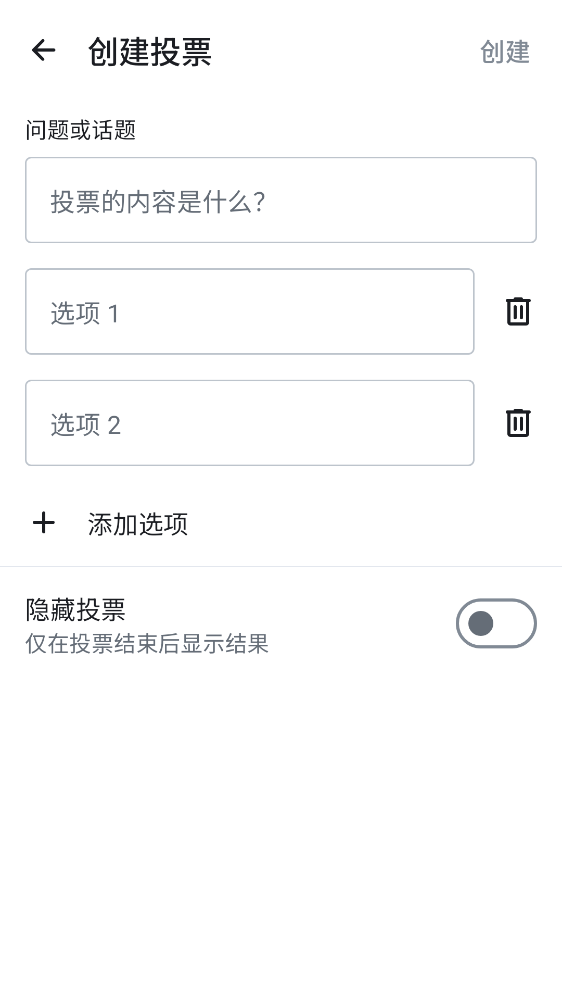 创建投票
创建
问题或话题
投票的内容是什么？
选项 1
选项 2
添加选项
隐藏投票
仅在投票结束后显示结果